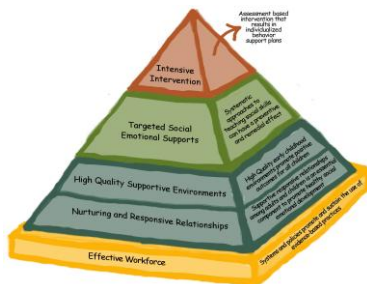 Assessment based
intervention that
results in
individualized
behavior
support plans
Intensive
Intervention
Systematic
approaches to
teaching social skills
can have a preventive
and remedial effect
Targeted Social
Emotional Supports
High Quality early childhood
environments promote positive
outcomes for all children
High Quality Supportive Environments
Supportive responsive relationships
among adults and children is an essential
component to promote healthy social
emotional development
Nurturing and Responsive Relationships
Systems and policies promote and sustain the use of
evidence-based practices
Effective Workforce